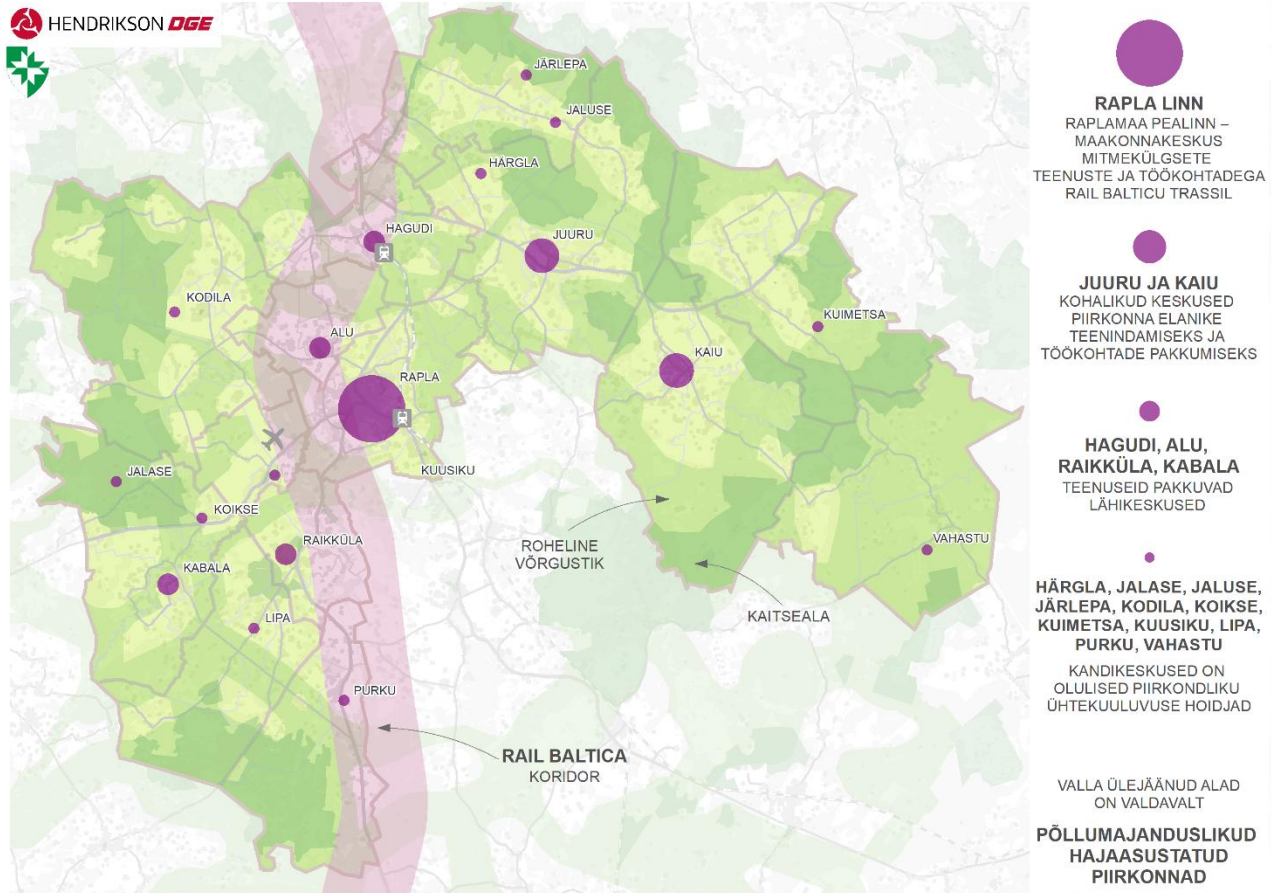 HENDRIKSON DGE
JÄRLEPA
JALUSE
HÄRGLA
HAGUDI
JUURU
KODILA
KUIMETSA
ALU
KAIU
RAPLA
KUUSIKU
JALASE
KOIKSE
RAIKKÜLA
KABALA
VAHASTU
LIPA
PURKU
ROHELINE
VÕRGUSTIK
KAITSEALA
RAIL BALTICA
KORIDOR
RAPLA LINN
RAPLAMAA PEALINN –
MAAKONNAKESKUS
MITMEKÜLGSETE
TEENUSTE JA TÖÖKOHTADEGA
RAIL BALTICU TRASSIL
JUURU JA KAIU
KOHALIKUD KESKUSED
PIIRKONNA ELANIKE
TEENINDAMISEKS JA
TÖÖKOHTADE PAKKUMISEKS
HAGUDI, ALU,
RAIKKÜLA, KABALA
TEENUSEID PAKKUVAD
LÄHIKESKUSED
HÄRGLA, JALASE, JALUSE,
JÄRLEPA, KODILA, KOIKSE,
KUIMETSA, KUUSIKU, LIPA,
PURKU, VAHASTU
KANDIKESKUSED ON
OLULISED PIIRKONDLIKU
ÜHTEKUULUVUSE HOIDJAD
VALLA ÜLEJÄÄNUD ALAD
ON VALDAVALT
PÕLLUMAJANDUSLIKUD
HAJAASUSTATUD
PIIRKONNAD